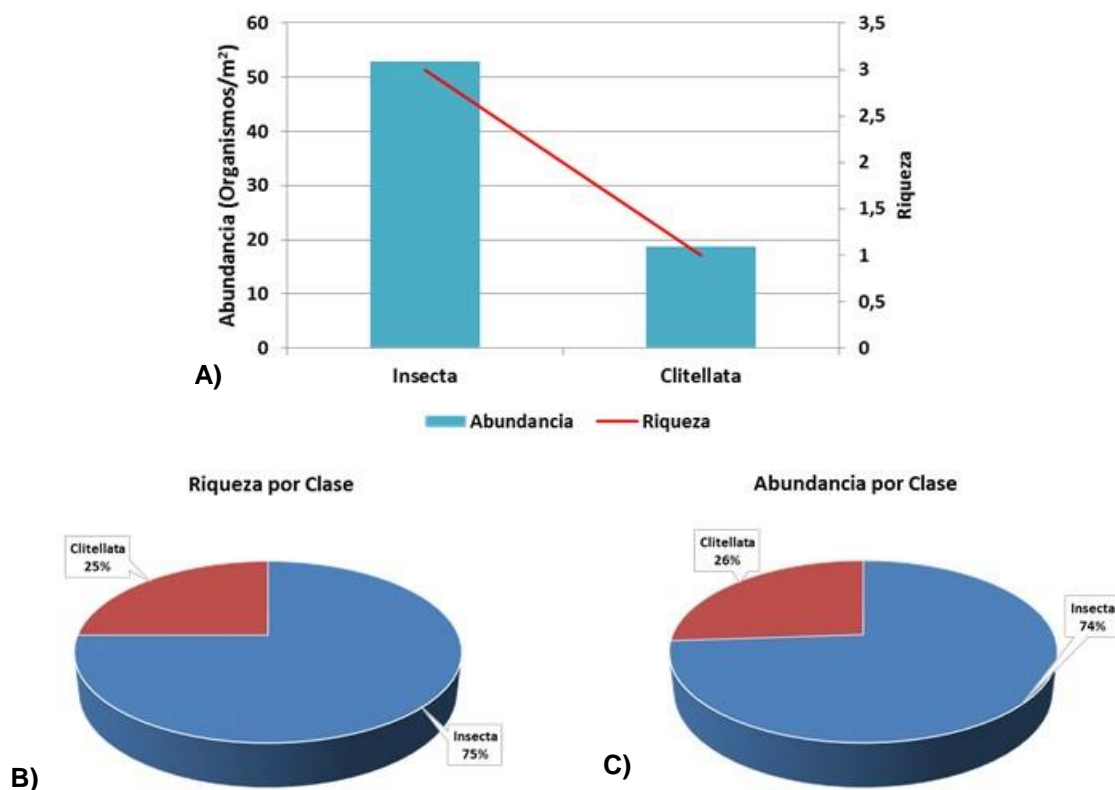 60
50
40
30
20
10
0
Abundancia (Organismos/m²)
3,5
3
2,5
2
1,5
1
0,5
0
Riqueza
A)
Insecta
Clitellata
Abundancia
Riqueza
Riqueza por Clase
Clitellata
25%
Insecta
75%
B)
Abundancia por Clase
Clitellata
26%
Insecta
74%
C)